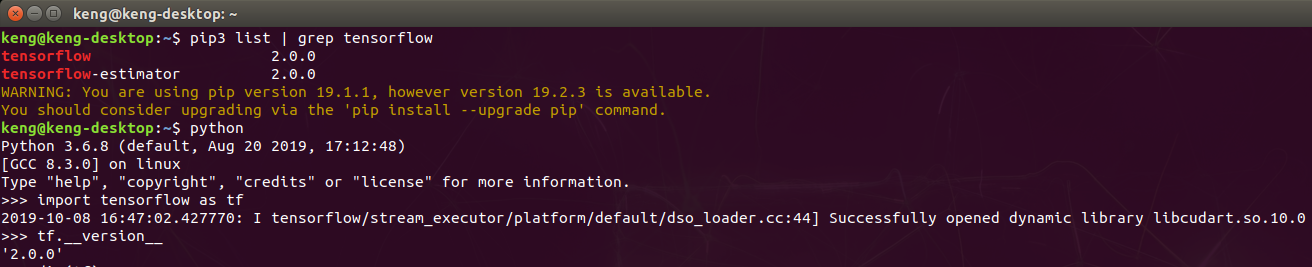 keng@keng-desktop: ~
keng@keng-desktop:~$ pip3 list | grep tensorflow
tensorflow                    2.0.0
tensorflow-estimator          2.0.0
WARNING: You are using pip version 19.1.1, however version 19.2.3 is available.
You should consider upgrading via the 'pip install --upgrade pip' command.
keng@keng-desktop:~$ python
Python 3.6.8 (default, Aug 20 2019, 17:12:48)
[GCC 8.3.0] on linux
Type "help", "copyright", "credits" or "license" for more information.
>>> import tensorflow as tf
2019-10-08 16:47:02.427770: I tensorflow/stream_executor/platform/default/dso_loader.cc:44] Successfully opened dynamic library libcudart.so.10.0
>>> tf.__version__
'2.0.0'